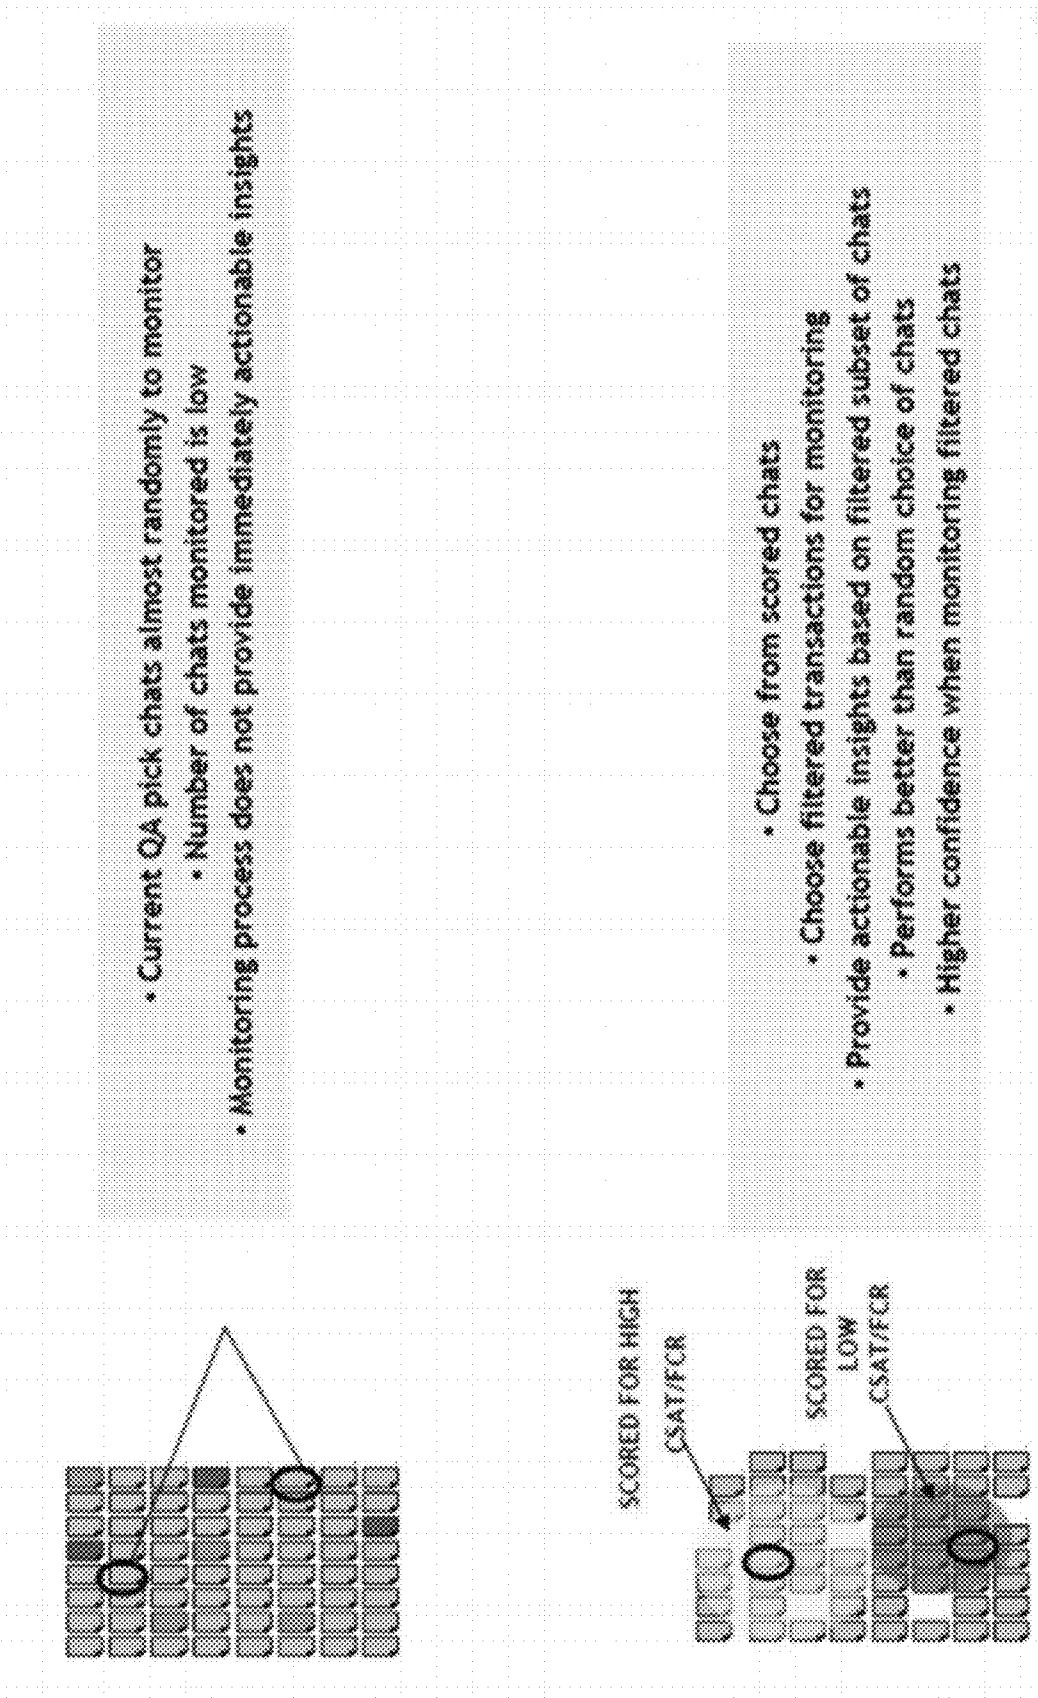 • Current QA pick chats almost randomly to monitor
• Number of chats monitored is low
• Monitoring process does not provide immediately actionable insights
SCORED FOR HIGH
CSAT/FCR
SCORED FOR
LOW
CSAT/FCR
• Choose from scored chats
• Choose filtered transactions for monitoring
• Provide actionable insights based on filtered subset of chats
• Performs better than random choice of chats
• Higher confidence when monitoring filtered chats